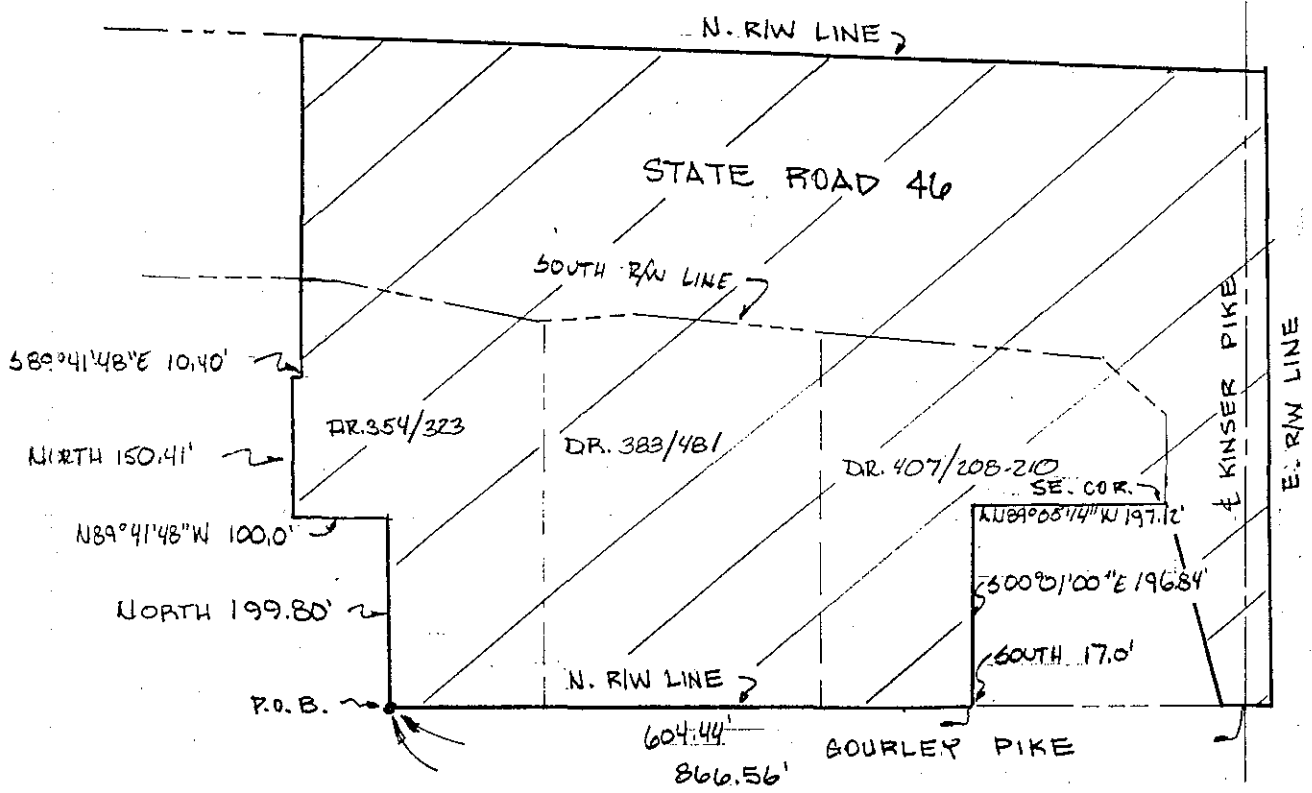 N. R/W LINE
STATE ROAD 46
SOUTH R/W LINE
S89°41'48"E 10.40'
NORTH 150.41'
N89°41'48"W 100.0'
NORTH 199.80'
P.O.B.
DR. 354/323
DR. 383/481
DR. 407/208-210
SE. COR.
N89°05'14"W 197.12'
S00°01'00"E 196.84'
SOUTH 17.0'
N. R/W LINE
604.44'
866.56'
GOURLEY PIKE
℄ KINSER PIKE
E. R/W LINE